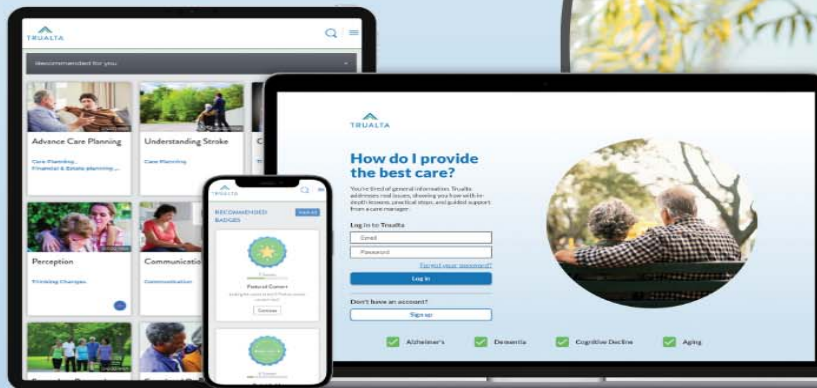 TRUALTA
Recommended for you
Advance Care Planning
Care Planning,
Financial & Estate planning...
Understanding Stroke
Care Planning
C
Perception
Thinking Changes
Communicatio
Communication
TRUALTA
RECOMMENDED
BADGES
Continue
TRUALTA
How do I provide
the best care?
You're tired of general information. Trualta
addresses real issues, showing you how with in-
depth lessons, practical steps, and guided support
from a care manager.
Log in to Trualta
Email
Password
Forgot your password?
Log in
Don't have an account?
Sign up
Alzheimer's
Dementia
Cognitive Decline
Aging